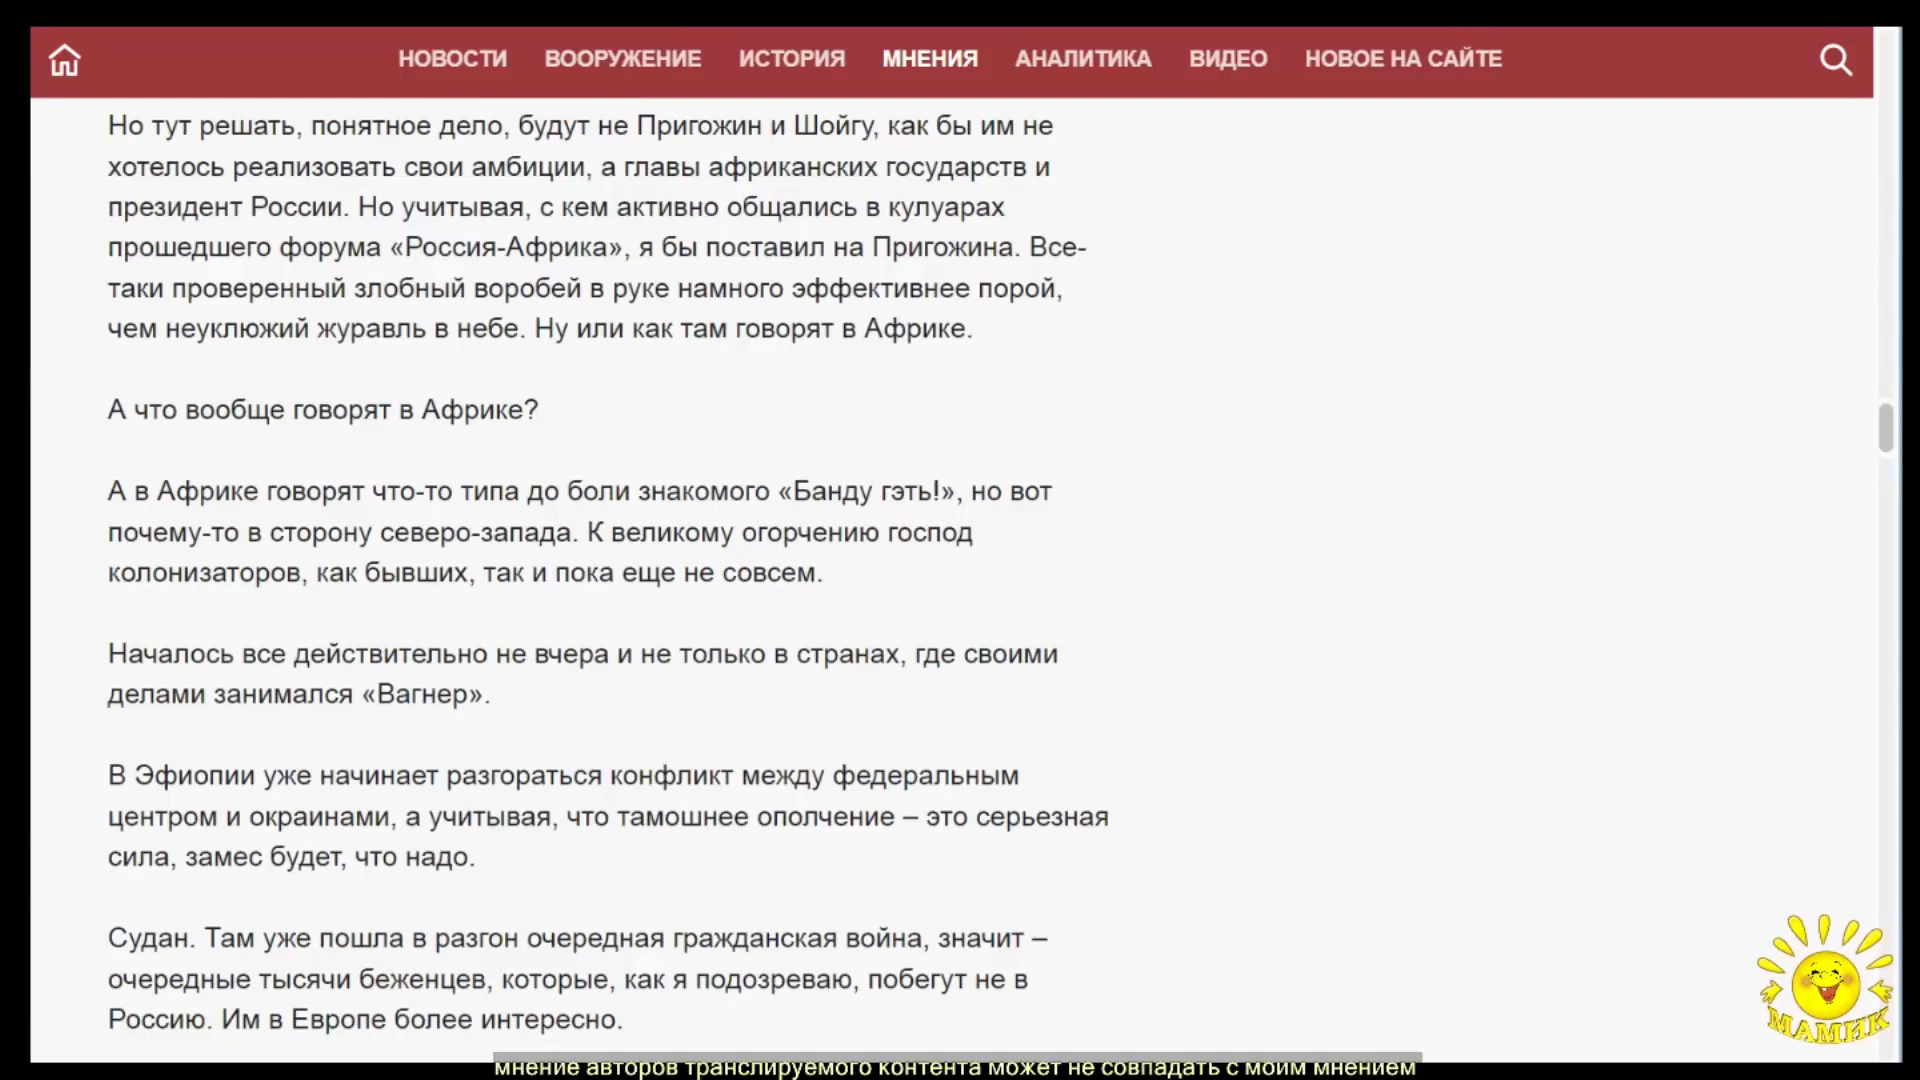 НОВОСТИ ВООРУЖЕНИЕ ИСТОРИЯ МНЕНИЯ АНАЛИТИКА ВИДЕО НОВОЕ НА САЙТЕ
Но тут решать, понятное дело, будут не Пригожин и Шойгу, как бы им не
хотелось реализовать свои амбиции, а главы африканских государств и
президент России. Но учитывая, с кем активно общались в кулуарах
прошедшего форума «Россия-Африка», я бы поставил на Пригожина. Все-
таки проверенный злобный воробей в руке намного эффективнее порой,
чем неуклюжий журавль в небе. Ну или как там говорят в Африке.
А что вообще говорят в Африке?
А в Африке говорят что-то типа до боли знакомого «Банду гэть!», но вот
почему-то в сторону северо-запада. К великому огорчению господ
колонизаторов, как бывших, так и пока еще не совсем.
Началось все действительно не вчера и не только в странах, где своими
делами занимался «Вагнер».
В Эфиопии уже начинает разгораться конфликт между федеральным
центром и окраинами, а учитывая, что тамошнее ополчение – это серьезная
сила, замес будет, что надо.
Судан. Там уже пошла в разгон очередная гражданская война, значит –
очередные тысячи беженцев, которые, как я подозреваю, побегут не в
Россию. Им в Европе более интересно.
МАМИК
мнение авторов транслируемого контента может не совпадать с моим мнением